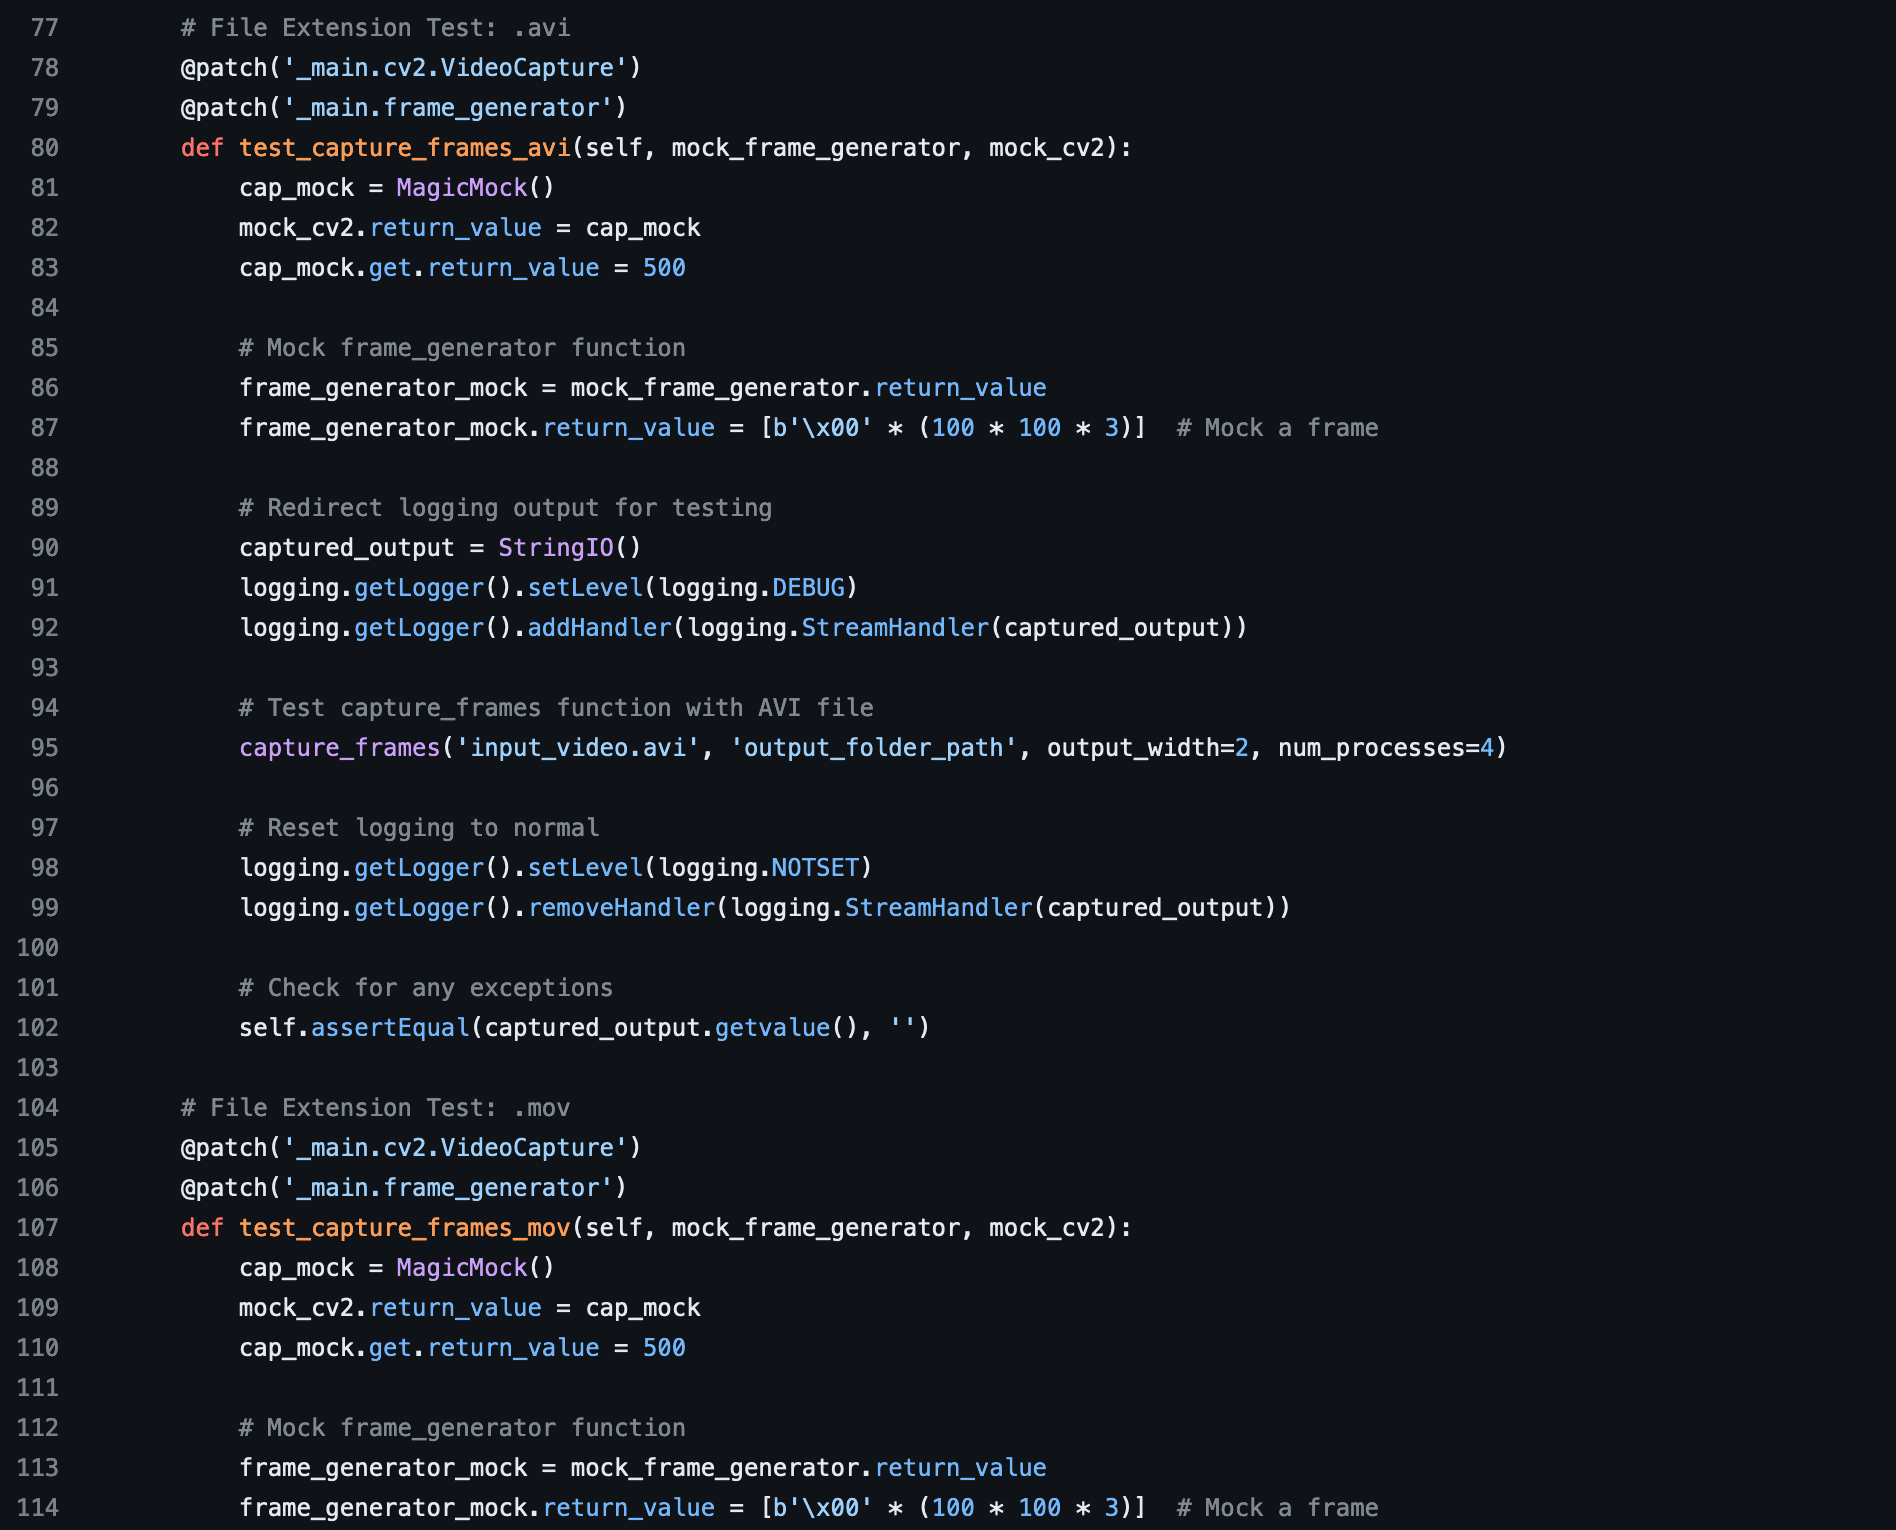 77 # File Extension Test: .avi
78 @patch('_main.cv2.VideoCapture')
79 @patch('_main.frame_generator')
80 def test_capture_frames_avi(self, mock_frame_generator, mock_cv2):
81 cap_mock = MagicMock()
82 mock_cv2.return_value = cap_mock
83 cap_mock.get.return_value = 500
84
85 # Mock frame_generator function
86 frame_generator_mock = mock_frame_generator.return_value
87 frame_generator_mock.return_value = [b'\x00' * (100 * 100 * 3)]  # Mock a frame
88
89 # Redirect logging output for testing
90 captured_output = StringIO()
91 logging.getLogger().setLevel(logging.DEBUG)
92 logging.getLogger().addHandler(logging.StreamHandler(captured_output))
93
94 # Test capture_frames function with AVI file
95 capture_frames('input_video.avi', 'output_folder_path', output_width=2, num_processes=4)
96
97 # Reset logging to normal
98 logging.getLogger().setLevel(logging.NOTSET)
99 logging.getLogger().removeHandler(logging.StreamHandler(captured_output))
100
101 # Check for any exceptions
102 self.assertEqual(captured_output.getvalue(), '')
103
104 # File Extension Test: .mov
105 @patch('_main.cv2.VideoCapture')
106 @patch('_main.frame_generator')
107 def test_capture_frames_mov(self, mock_frame_generator, mock_cv2):
108 cap_mock = MagicMock()
109 mock_cv2.return_value = cap_mock
110 cap_mock.get.return_value = 500
111
112 # Mock frame_generator function
113 frame_generator_mock = mock_frame_generator.return_value
114 frame_generator_mock.return_value = [b'\x00' * (100 * 100 * 3)]  # Mock a frame